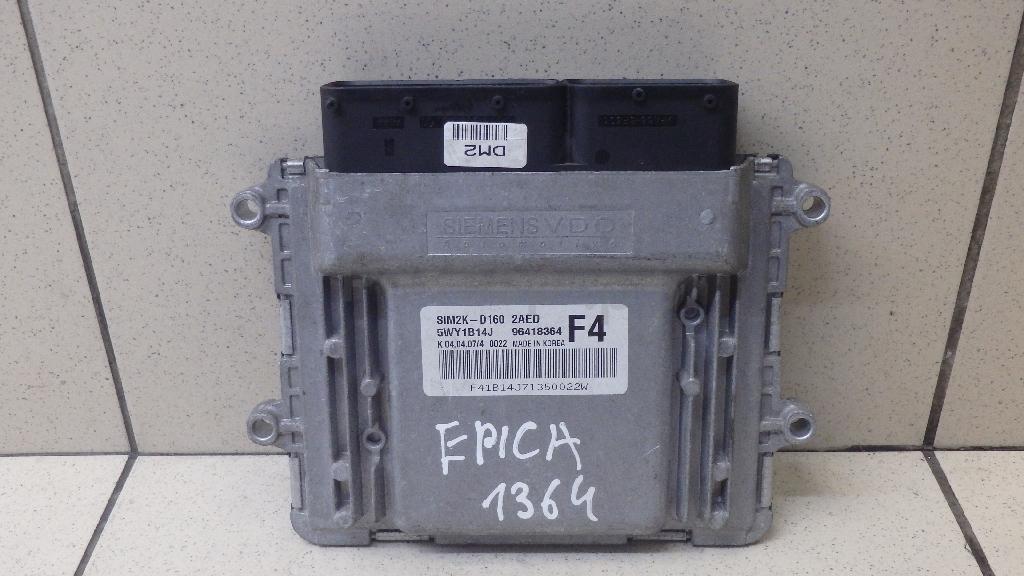 DM2
SIEMENS VDO
Automotive
SIM2K-D160 2AED
5WY1B14J 96418364 F4
K 04.04.07/4 0022 MADE IN KOREA
F41B14J71350022W
EPICA
1364